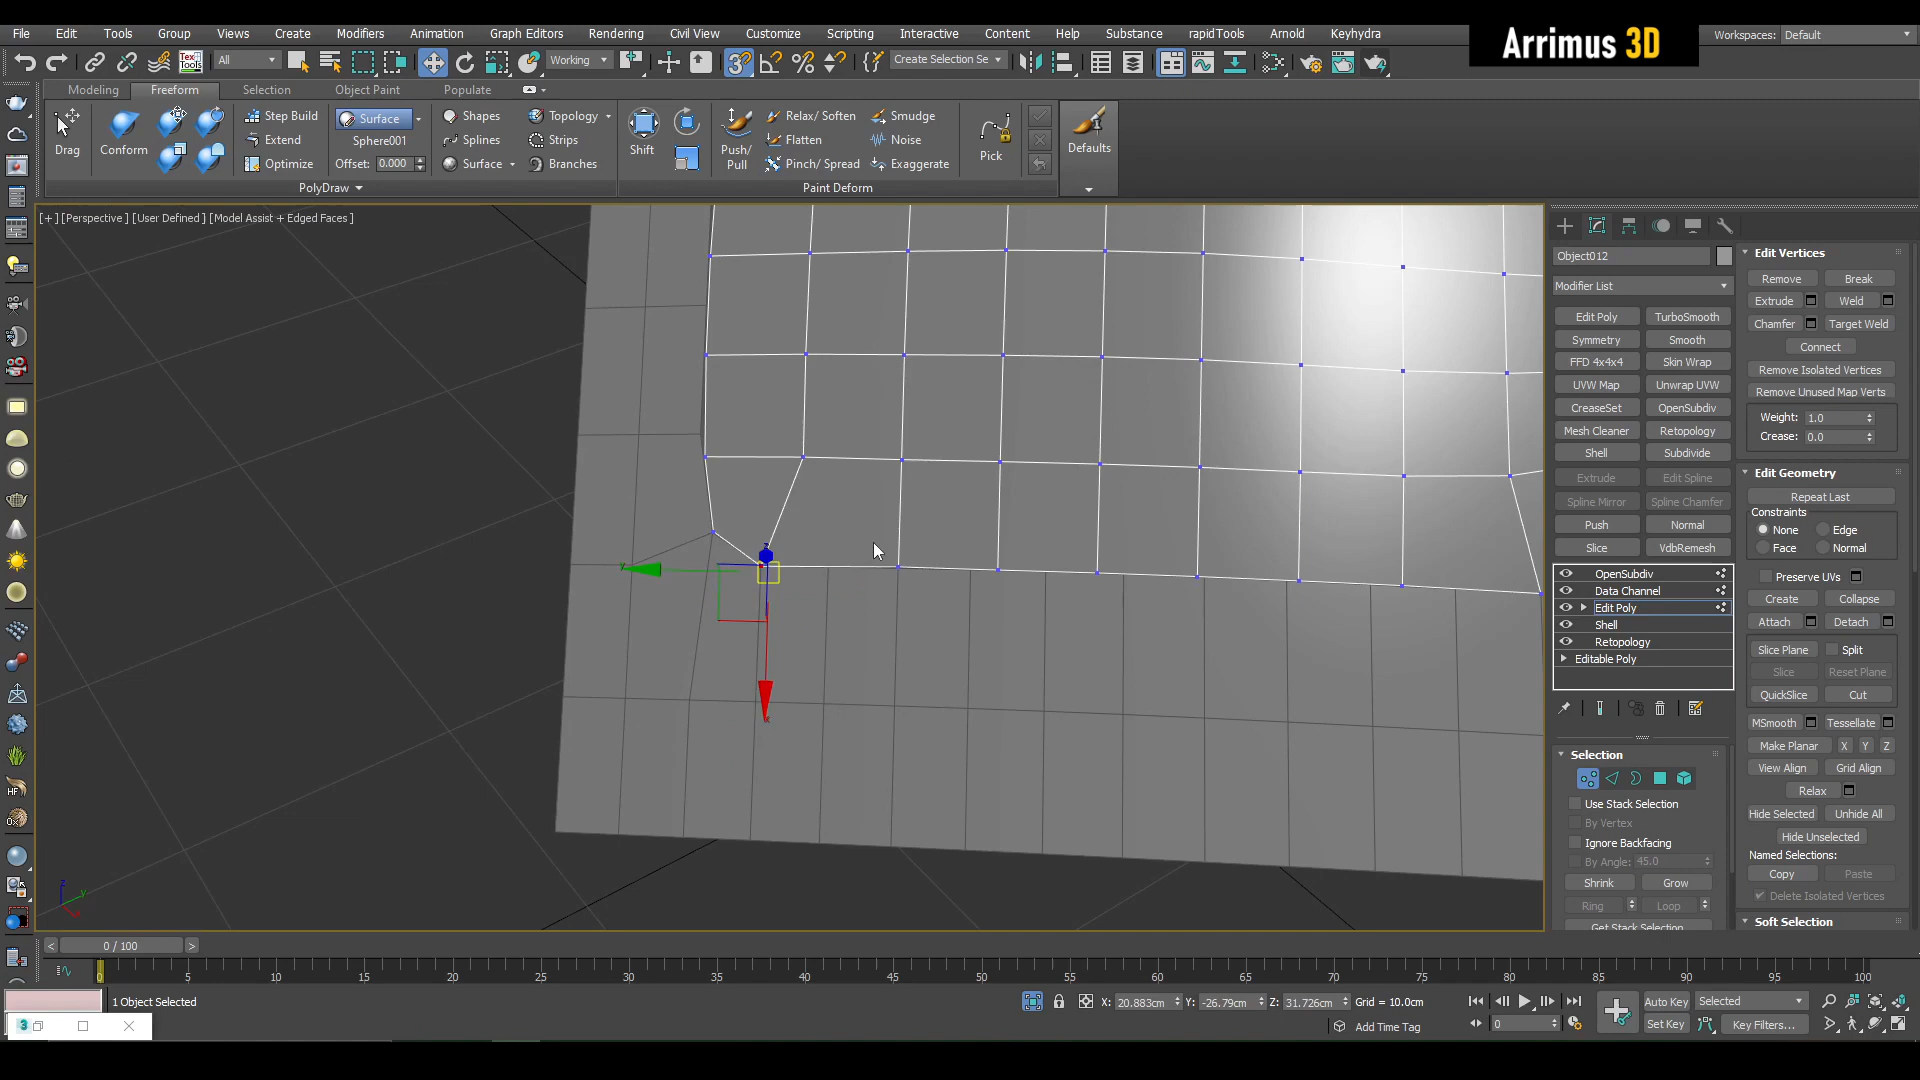 File Edit Tools Group Views Create Modifiers Animation Graph Editors Rendering Civil View Customize Scripting Interactive Content Help Substance rapidTools Arnold Keyhydra
Arrimus 3D
Workspaces: Default
All
Working
Create Selection Se
Modeling Freeform Selection Object Paint Populate
Drag
Conform
Step Build
Extend
Optimize
Surface
Sphere001
Offset: 0.000
Shapes
Splines
Surface
Topology
Strips
Branches
PolyDraw
Shift
Push/
Pull
Relax/ Soften
Flatten
Pinch/ Spread
Smudge
Noise
Exaggerate
Pick
Paint Deform
Defaults
[+] [Perspective ] [User Defined ] [Model Assist + Edged Faces ]
Object012
Modifier List
Edit Poly TurboSmooth
Symmetry Smooth
FFD 4x4x4 Skin Wrap
UVW Map Unwrap UVW
CreaseSet OpenSubdiv
Mesh Cleaner Retopology
Shell Subdivide
Extrude Edit Spline
Spline Mirror Spline Chamfer
Push Normal
Slice VdbRemesh
OpenSubdiv
Data Channel
Edit Poly
Shell
Retopology
Editable Poly
Selection
Use Stack Selection
By Vertex
Ignore Backfacing
By Angle: 45.0
Shrink Grow
Ring Loop
Get Stack Selection
Edit Vertices
Remove Break
Extrude Weld
Chamfer Target Weld
Connect
Remove Isolated Vertices
Remove Unused Map Verts
Weight: 1.0
Crease: 0.0
Edit Geometry
Repeat Last
Constraints
None Edge
Face Normal
Preserve UVs
Create Collapse
Attach Detach
Slice Plane Split
Slice Reset Plane
QuickSlice Cut
MSmooth Tessellate
Make Planar X Y Z
View Align Grid Align
Relax
Hide Selected Unhide All
Hide Unselected
Named Selections:
Copy Paste
Delete Isolated Vertices
Soft Selection
< 0 / 100 >
0 5 10 15 20 25 30 35 40 45 50 55 60 65 70 75 80 85 90 95 100
1 Object Selected
X: 20.883cm Y: -26.79cm Z: 31.726cm Grid = 10.0cm
Add Time Tag
0
Auto Key Selected
Set Key Key Filters...